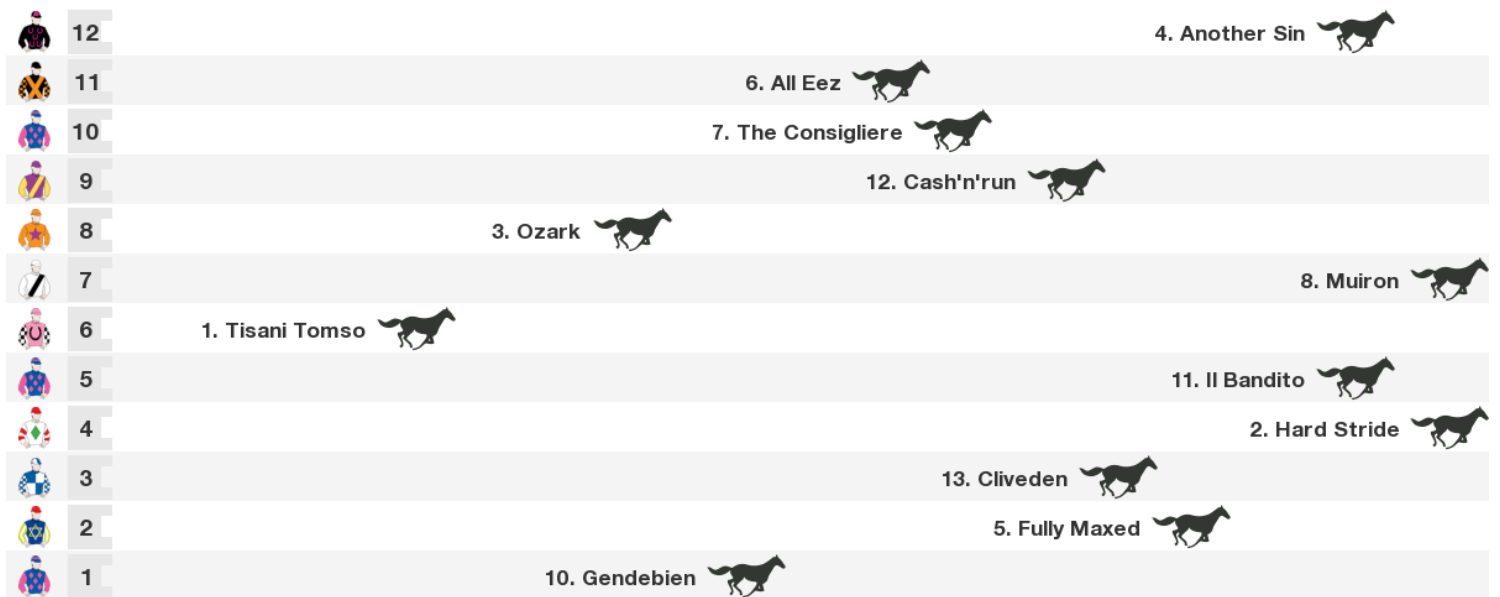 12 4. Another Sin
11 6. All Eez
10 7. The Consigliere
9 12. Cash'n'run
8 3. Ozark
7 8. Muiron
6 1. Tisani Tomso
5 11. Il Bandito
4 2. Hard Stride
3 13. Cliveden
2 5. Fully Maxed
1 10. Gendebien